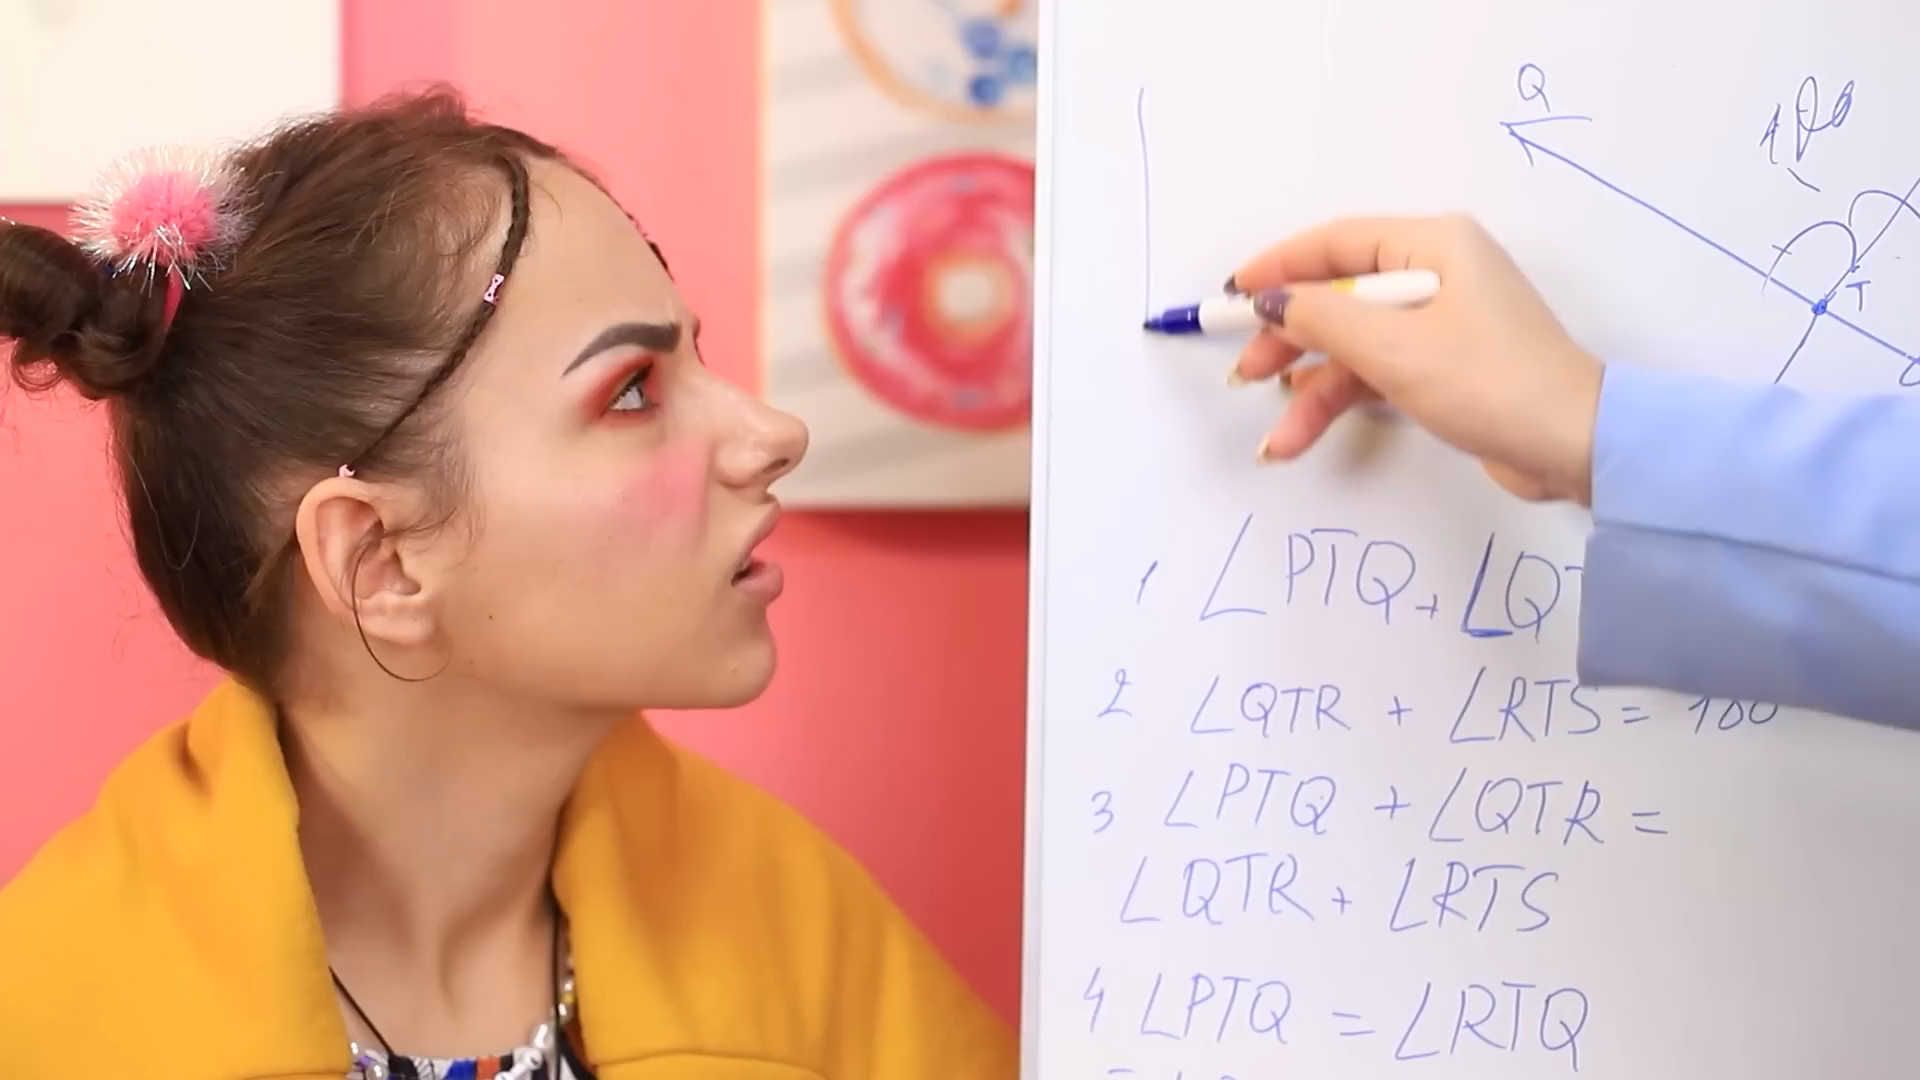 Q
T
1 ∠PTQ + ∠QT
2 ∠QTR + ∠RTS = 180
3 ∠PTQ + ∠QTR =
∠QTR + ∠RTS
4 ∠PTQ = ∠RTQ